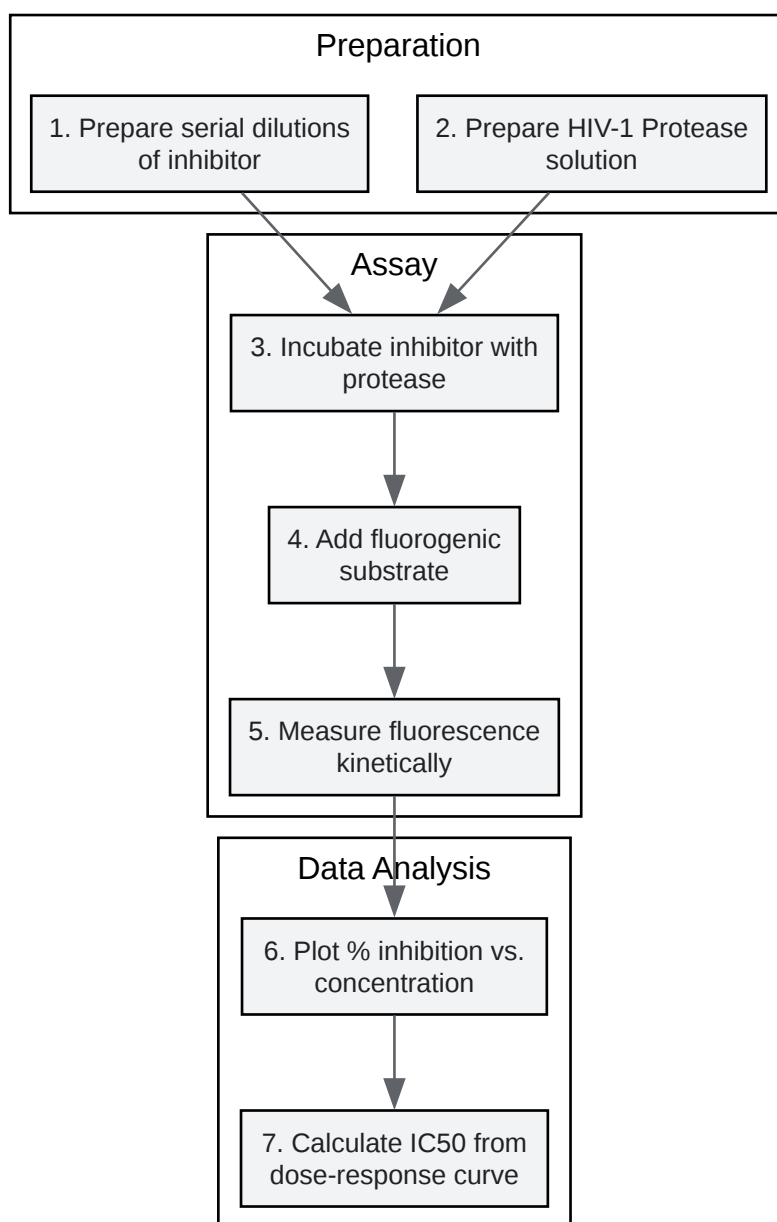 Preparation
1. Prepare serial dilutions
of inhibitor
2. Prepare HIV-1 Protease
solution
Assay
3. Incubate inhibitor with
protease
4. Add fluorogenic
substrate
5. Measure fluorescence
kinetically
Data Analysis
6. Plot % inhibition vs.
concentration
7. Calculate IC50 from
dose-response curve